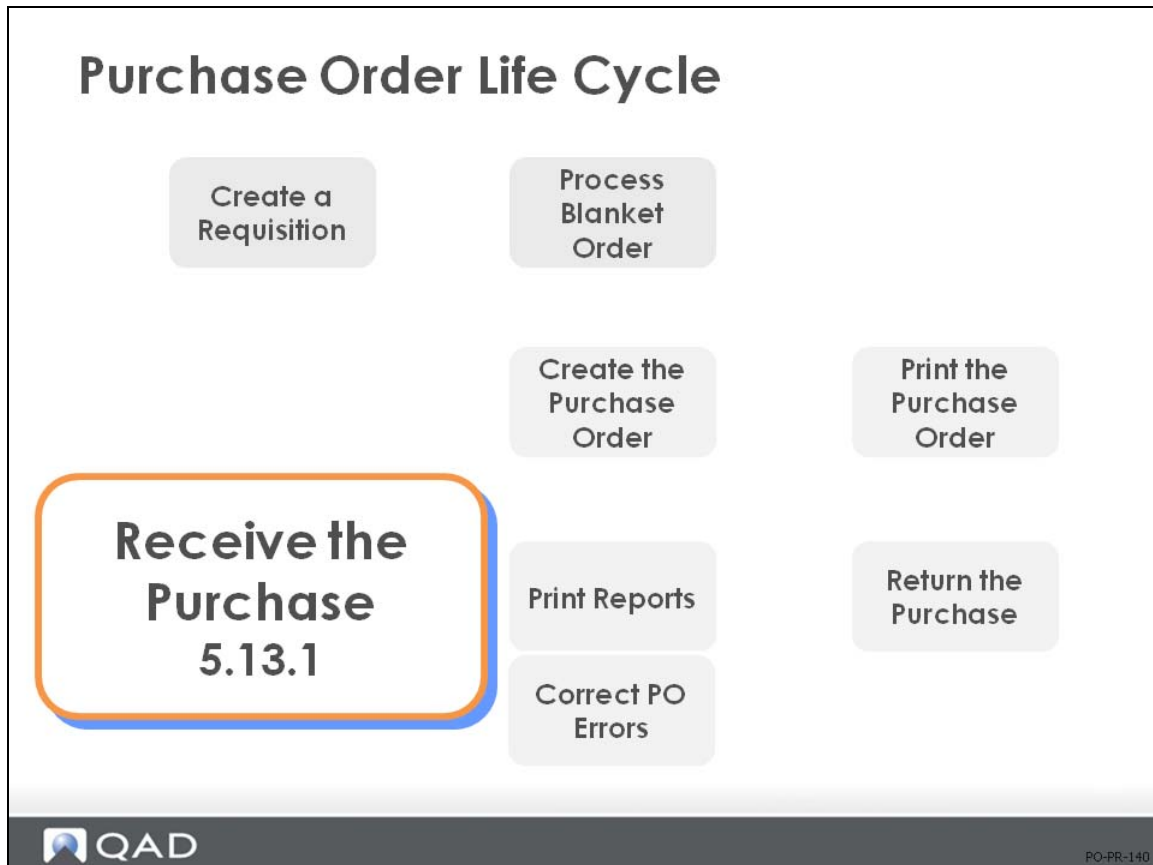 Purchase Order Life Cycle
Create a
Requisition
Process
Blanket
Order
Create the
Purchase
Order
Print the
Purchase
Order
Receive the
Purchase
5.13.1
Print Reports
Return the
Purchase
Correct PO
Errors
QAD
PO-PR-140